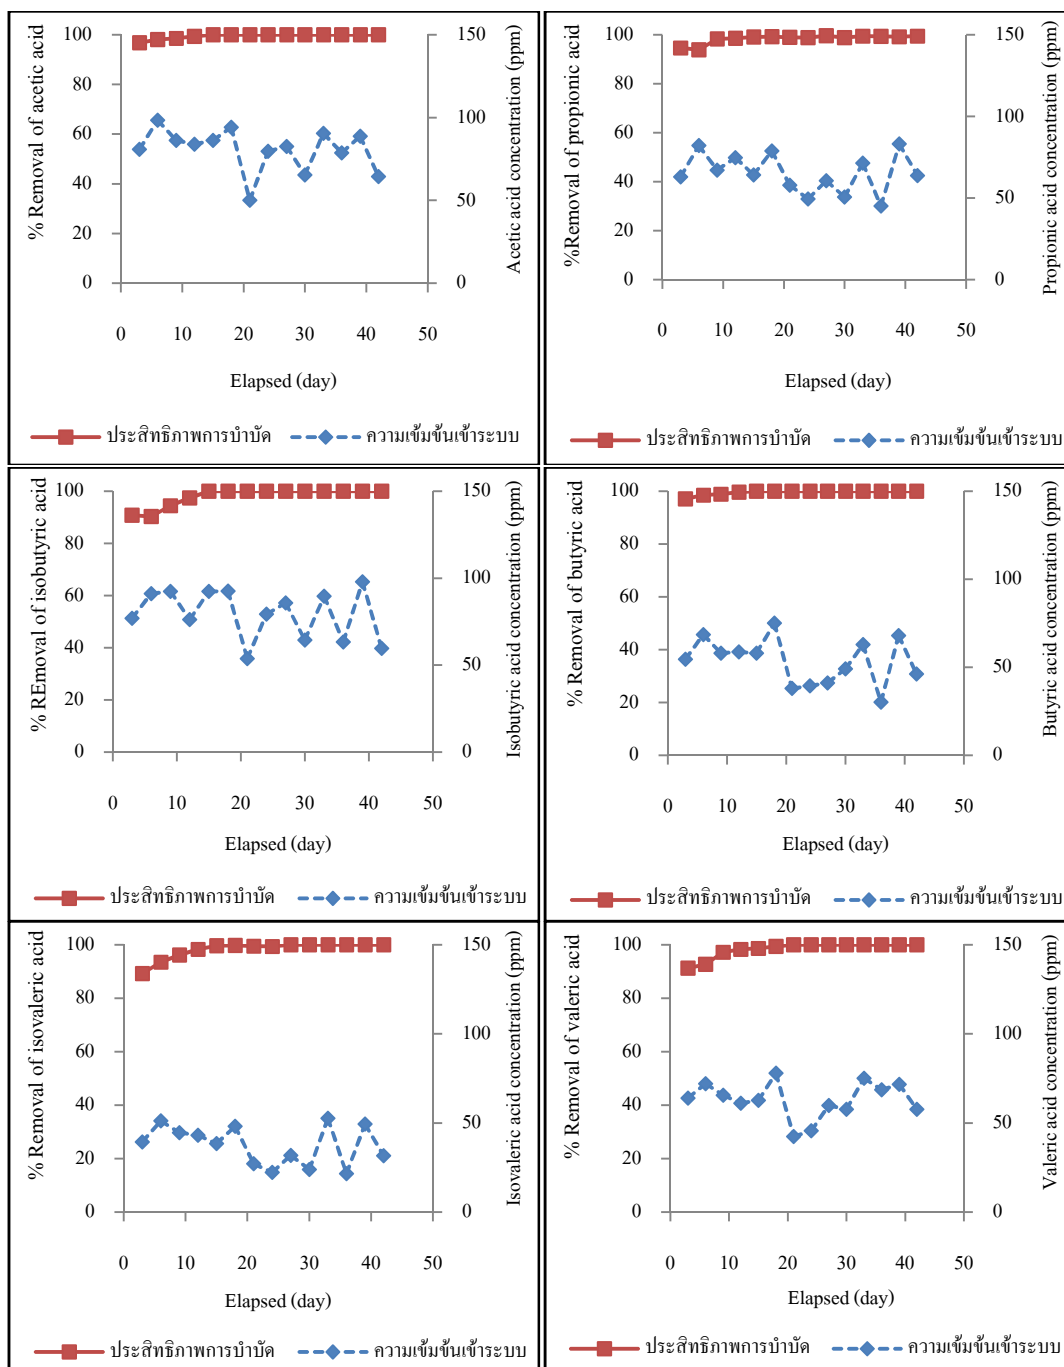 % Removal of acetic acid
100
80
60
40
20
0
150
100
50
0
Acetic acid concentration (ppm)
0 10 20 30 40 50
Elapsed (day)
ประสิทธิภาพการบำบัด ความเข้มข้นเข้าระบบ
%Removal of propionic acid
100
80
60
40
20
0
150
100
50
0
Propionic acid concentration (ppm)
0 10 20 30 40 50
Elapsed (day)
ประสิทธิภาพการบำบัด ความเข้มข้นเข้าระบบ
% REmoval of isobutyric acid
100
80
60
40
20
0
150
100
50
0
Isobutyric acid concentration (ppm)
0 10 20 30 40 50
Elapsed (day)
ประสิทธิภาพการบำบัด ความเข้มข้นเข้าระบบ
% Removal of butyric acid
100
80
60
40
20
0
150
100
50
0
Butyric acid concentration (ppm)
0 10 20 30 40 50
Elapsed (day)
ประสิทธิภาพการบำบัด ความเข้มข้นเข้าระบบ
% Removal of isovaleric acid
100
80
60
40
20
0
150
100
50
0
Isovaleric acid concentration (ppm)
0 10 20 30 40 50
Elapsed (day)
ประสิทธิภาพการบำบัด ความเข้มข้นเข้าระบบ
% Removal of valeric acid
100
80
60
40
20
0
150
100
50
0
Valeric acid concentration (ppm)
0 10 20 30 40 50
Elapsed (day)
ประสิทธิภาพการบำบัด ความเข้มข้นเข้าระบบ